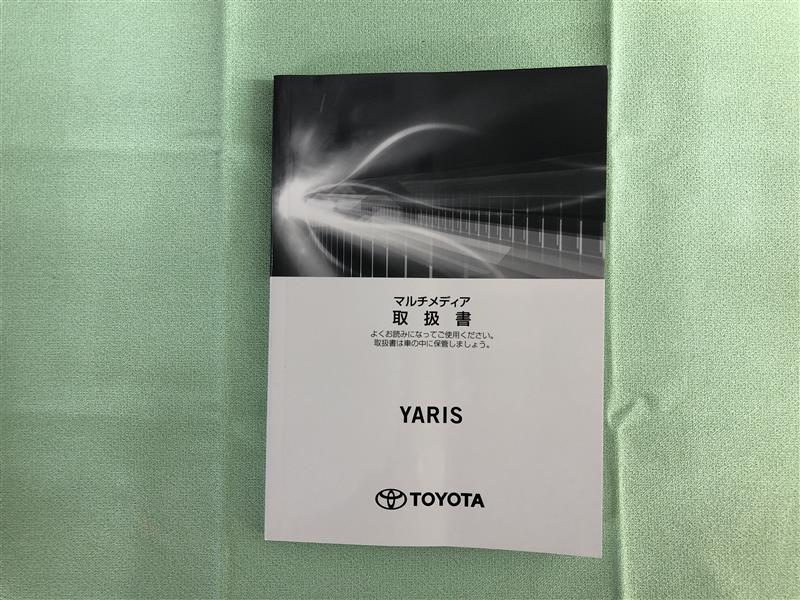 マルチメディア
取扱書
よくお読みになってご使用ください。
取扱書は車の中に保管しましょう。
YARIS
TOYOTA